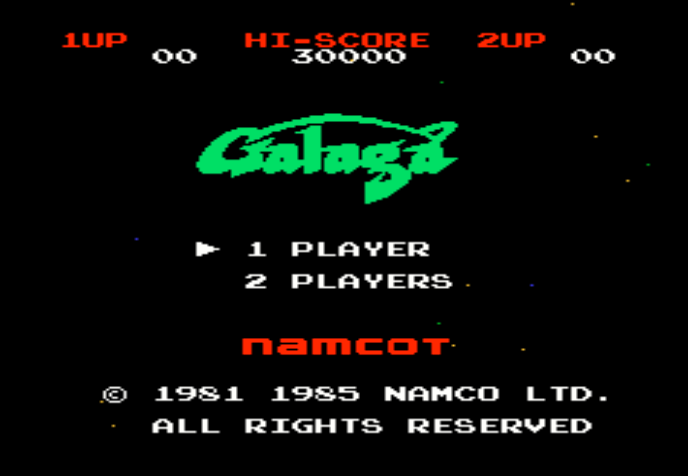 1UP HI-SCORE 2UP
00 30000 00
Galaga
1 PLAYER
2 PLAYERS
namcot
© 1981 1985 NAMCO LTD.
ALL RIGHTS RESERVED